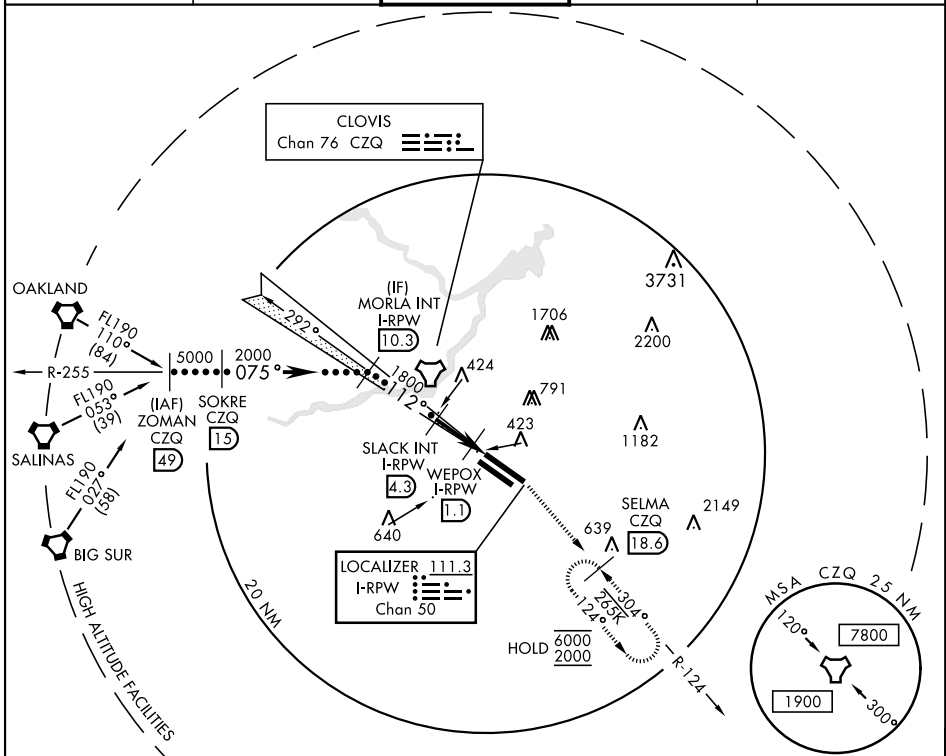 CLOVIS
Chan 76 CZQ
OAKLAND
FL190
110°
(84)
R-255
FL190
053°
(39)
SALINAS
FL190
027°
(58)
BIG SUR
HIGH ALTITUDE FACILITIES
5000
2000
075°
(IAF)
ZOMAN
CZQ
49
SOKRE
CZQ
15
292°
(IF)
MORLA INT
I-RPW
10.3
1800
112°
424
SLACK INT
I-RPW
4.3
WEPOX
I-RPW
1.1
423
640
1706
791
3731
2200
1182
2149
639
SELMA
CZQ
18.6
LOCALIZER 111.3
I-RPW
Chan 50
20 NM
HOLD 6000
2000
304°
265K
124°
R-124
MSA CZQ 25 NM
120°
7800
1900
300°